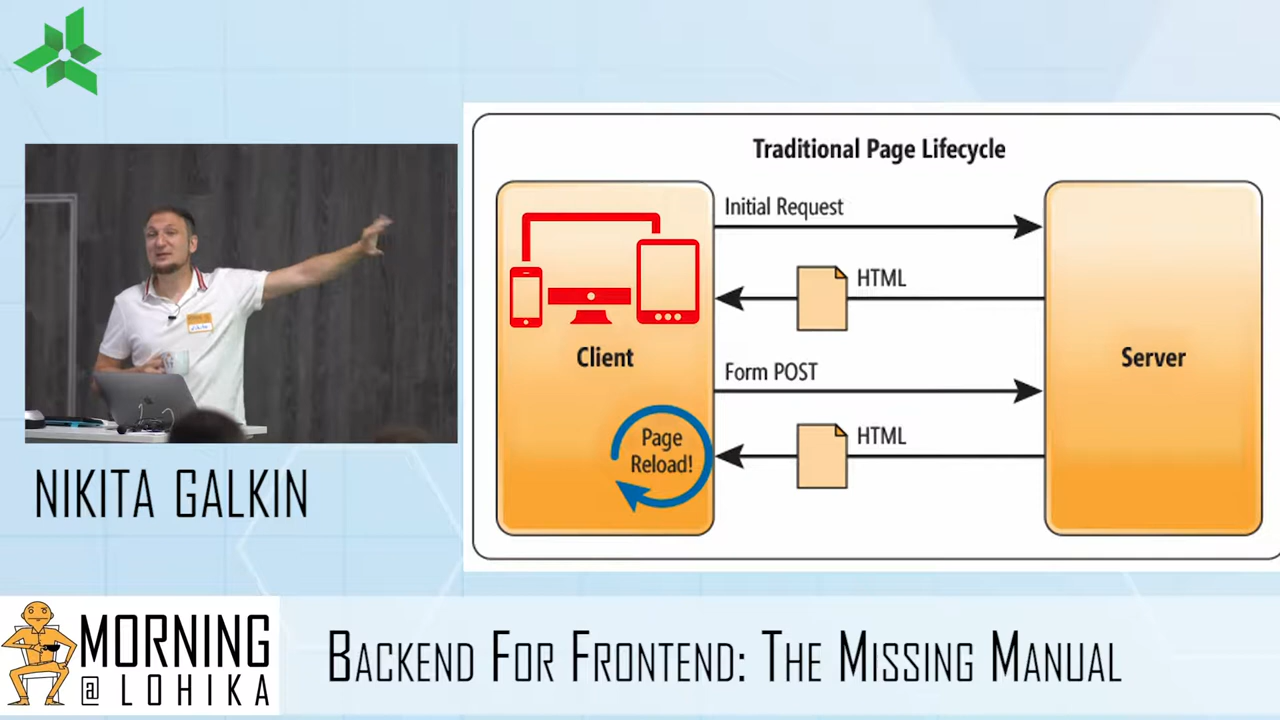 Traditional Page Lifecycle
Initial Request
HTML
Client
Server
Form POST
HTML
Page
Reload!
NIKITA GALKIN
MORNING
@ LOHIKA
BACKEND FOR FRONTEND: THE MISSING MANUAL